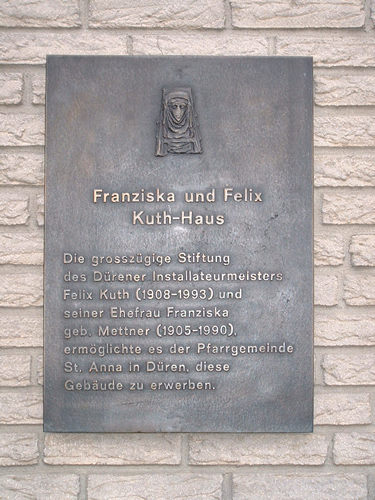 Franziska und Felix
Kuth-Haus
Die grosszügige Stiftung
des Dürener Installateurmeisters
Felix Kuth (1908-1993) und
seiner Ehefrau Franziska
geb. Mettner (1905-1990),
ermöglichte es der Pfarrgemeinde
St. Anna in Düren, diese
Gebäude zu erwerben.